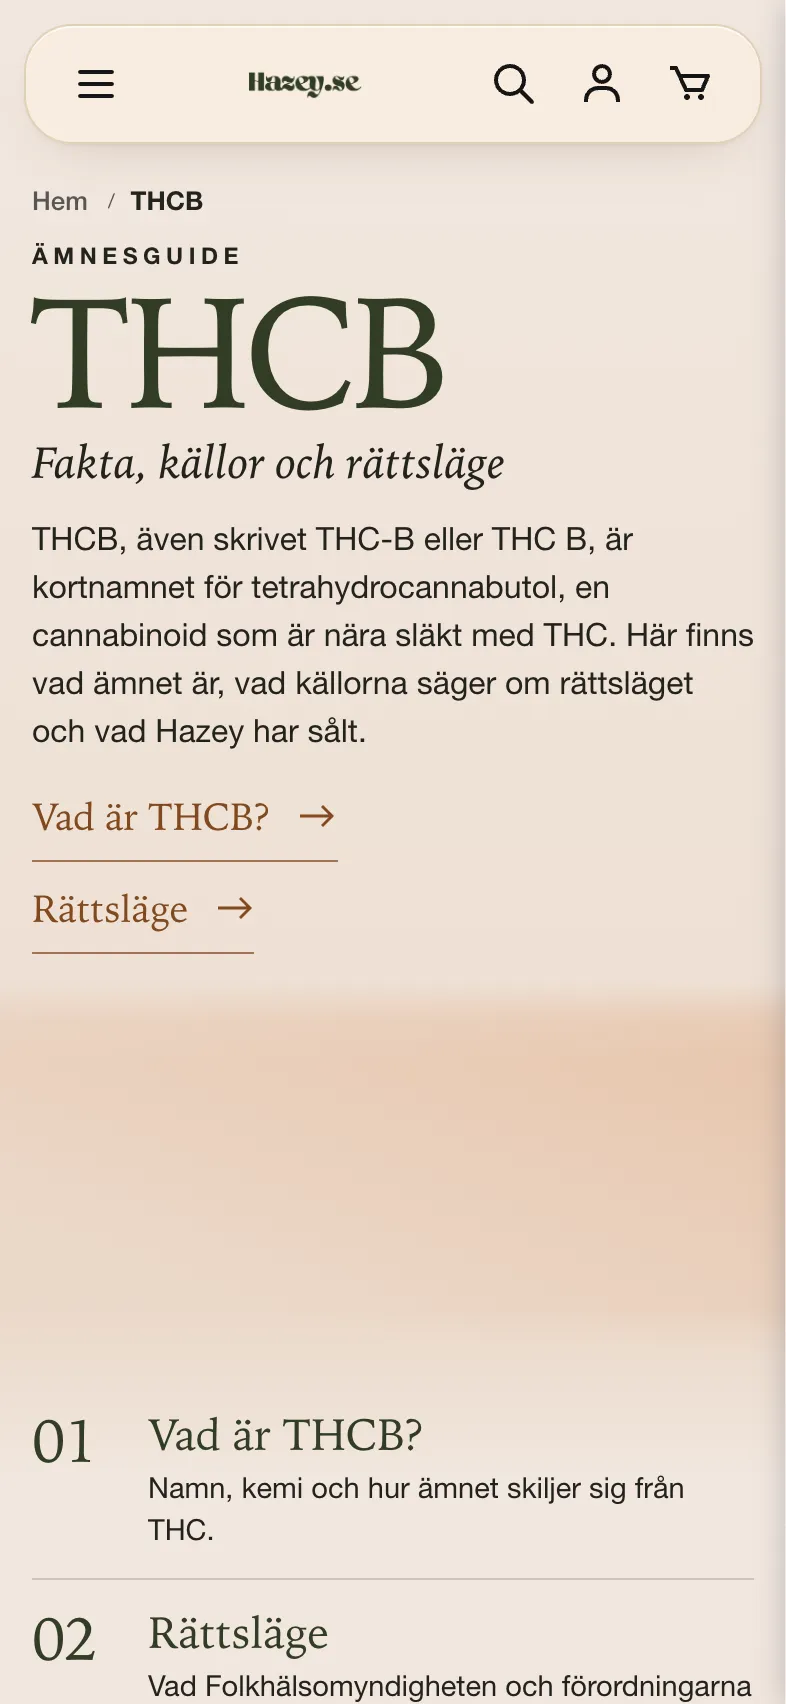 Hazey.se
Hem / THCB
ÄMNESGUIDE
THCB
Fakta, källor och rättsläge
THCB, även skrivet THC-B eller THC B, är
kortnamnet för tetrahydrocannabutol, en
cannabinoid som är nära släkt med THC. Här finns
vad ämnet är, vad källorna säger om rättsläget
och vad Hazey har sålt.
Vad är THCB? →
Rättsläge →
01 Vad är THCB?
Namn, kemi och hur ämnet skiljer sig från
THC.
02 Rättsläge
Vad Folkhälsomyndigheten och förordningarna